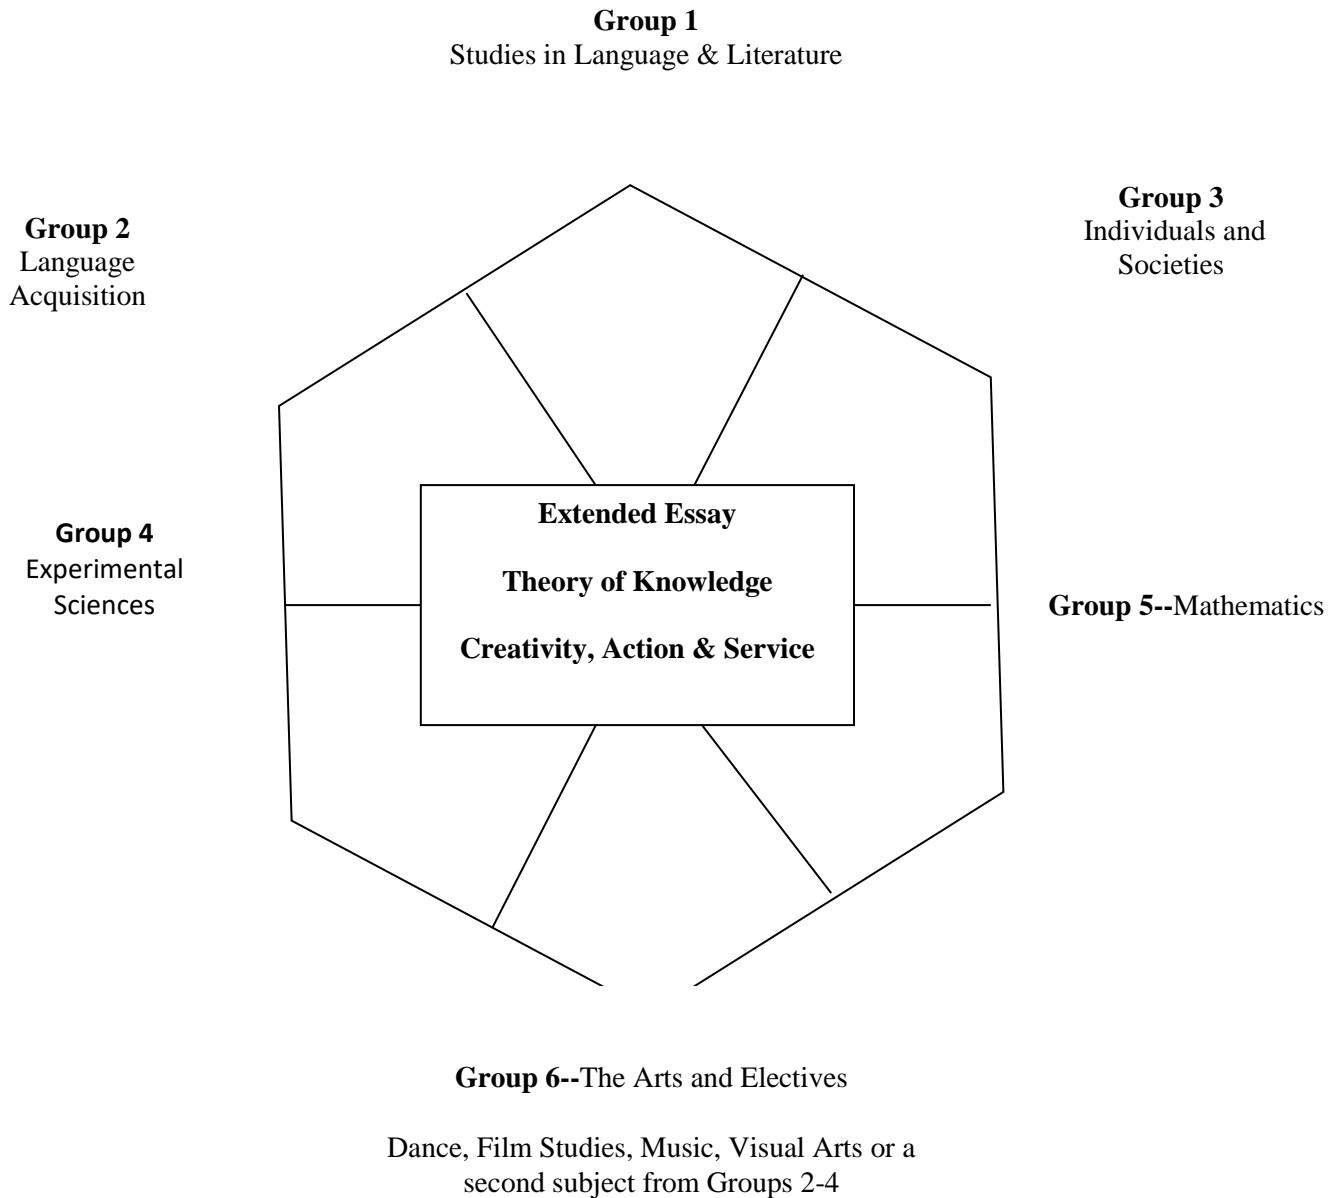 Group 1
Studies in Language & Literature
Group 2
Language
Acquisition
Group 3
Individuals and
Societies
Group 4
Experimental
Sciences
Extended Essay
Theory of Knowledge
Creativity, Action & Service
Group 5--Mathematics
Group 6--The Arts and Electives
Dance, Film Studies, Music, Visual Arts or a
second subject from Groups 2-4